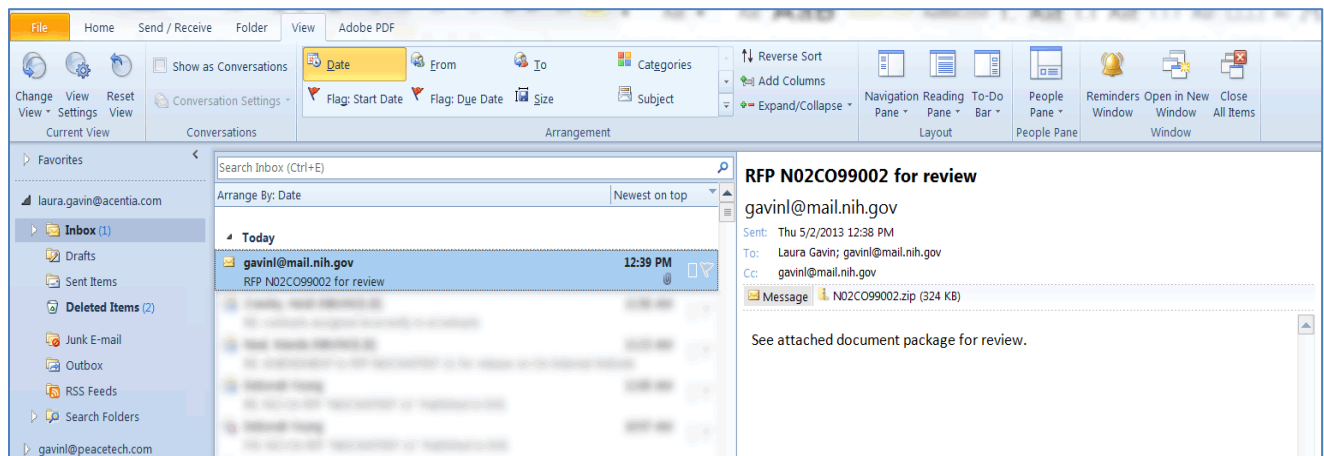 File Home Send / Receive Folder View Adobe PDF
Change View View Settings Reset View
Current View
Show as Conversations
Conversation Settings
Conversations
Date From To Categories
Flag: Start Date Flag: Due Date Size Subject
Arrangement
Reverse Sort
Add Columns
Expand/Collapse
Navigation Pane Reading Pane To-Do Bar
Layout
People Pane
People Pane
Reminders Window Open in New Window Close All Items
Window
Favorites
laura.gavin@acentia.com
Inbox (1)
Drafts
Sent Items
Deleted Items (2)
Junk E-mail
Outbox
RSS Feeds
Search Folders
gavinl@peacetech.com
Search Inbox (Ctrl+E)
Arrange By: Date Newest on top
Today
gavinl@mail.nih.gov 12:39 PM
RFP N02CO99002 for review
RFP N02CO99002 for review
gavinl@mail.nih.gov
Sent: Thu 5/2/2013 12:38 PM
To: Laura Gavin; gavinl@mail.nih.gov
Cc: gavinl@mail.nih.gov
Message N02CO99002.zip (324 KB)
See attached document package for review.